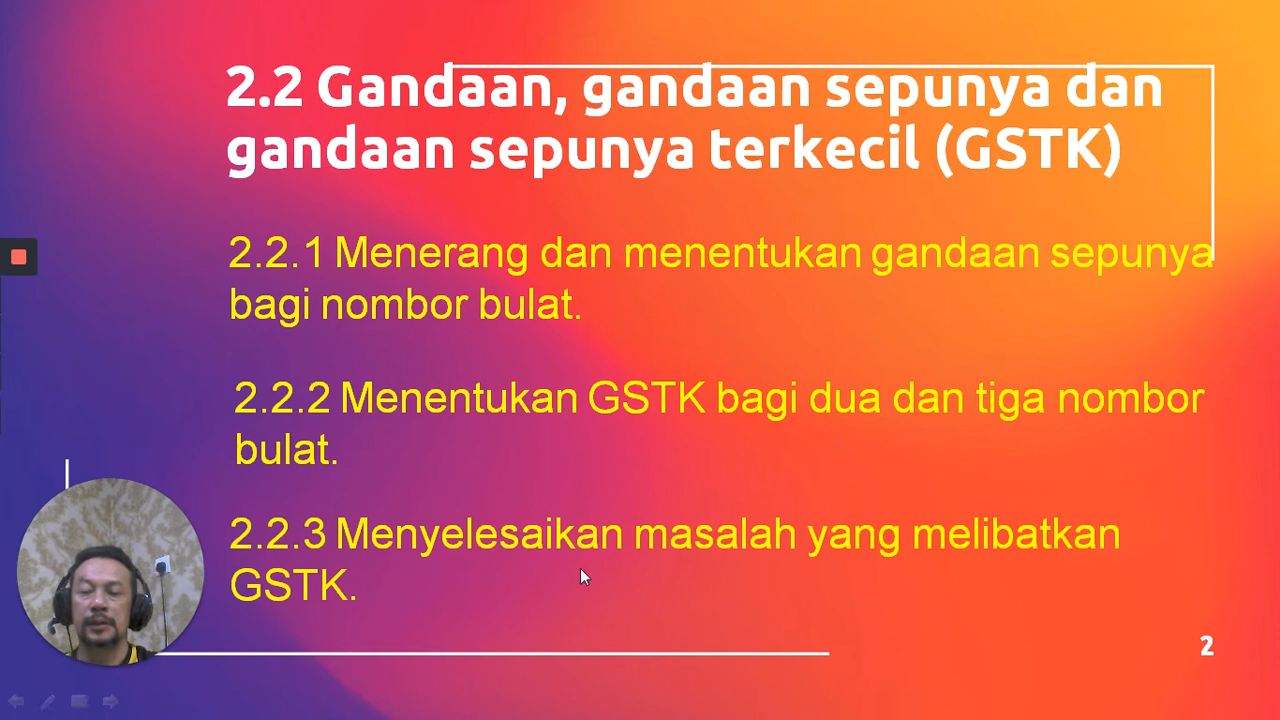 2.2 Gandaan, gandaan sepunya dan
gandaan sepunya terkecil (GSTK)
2.2.1 Menerang dan menentukan gandaan sepunya
bagi nombor bulat.
2.2.2 Menentukan GSTK bagi dua dan tiga nombor
bulat.
2.2.3 Menyelesaikan masalah yang melibatkan
GSTK.
2